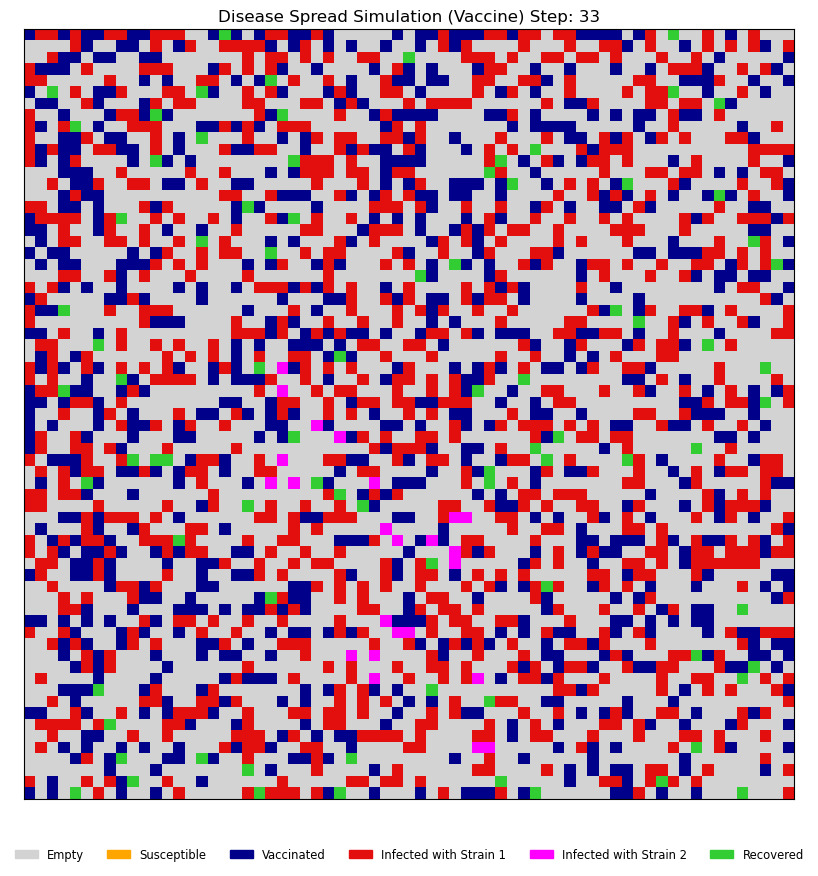 Disease Spread Simulation (Vaccine) Step: 33
Empty Susceptible Vaccinated Infected with Strain 1 Infected with Strain 2 Recovered